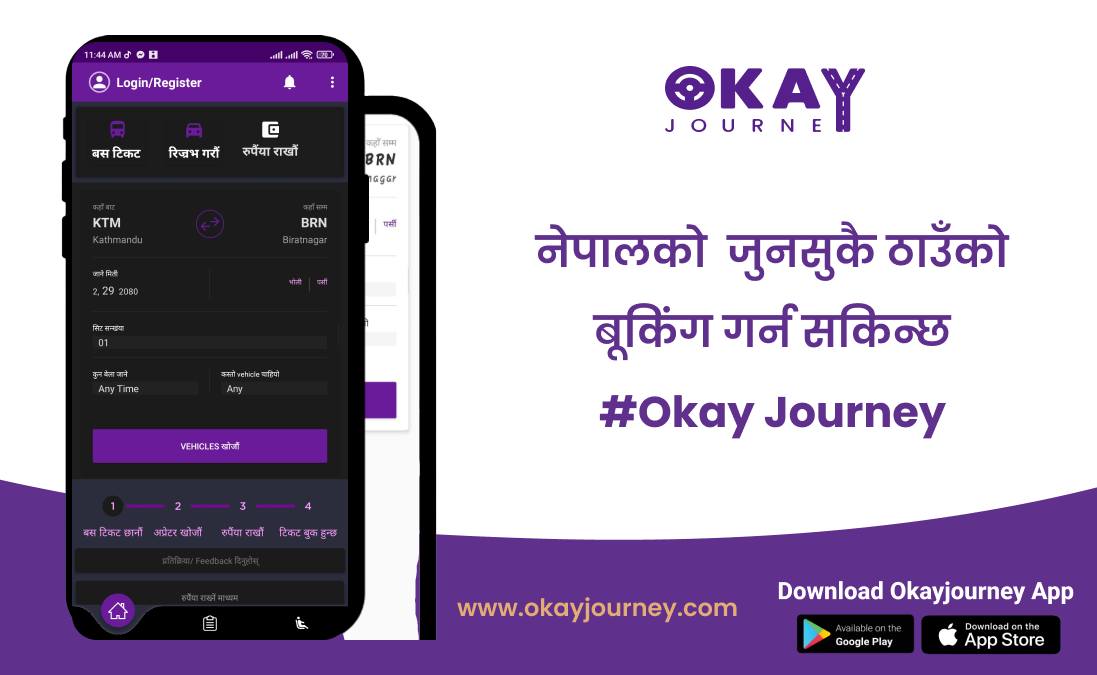 11:44 AM
Login/Register
बस टिकट
रिज्रभ गरौं
रुपैंया राखौं
कहाँ बाट
कहाँ सम्म
KTM
BRN
Kathmandu
Biratnagar
जाने मिती
2, 29 2080
भोली
पर्सी
सिट सन्ख्या
01
कुन बेला जाने
कस्तो vehicle चाहियो
Any Time
Any
VEHICLES खोजौं
1
2
3
4
बस टिकट छानौं
अप्रेटर खोजौं
रुपैंया राखौं
टिकट बुक हुन्छ
प्रतिक्रिया/ Feedback दिनुहोस्
रुपैंया राख्ने माध्यम
कहाँ सम्म
BRN
nagar
पर्सी
OKAY
JOURNEY
नेपालको जुनसुकै ठाउँको
बूकिंग गर्न सकिन्छ
#Okay Journey
www.okayjourney.com
Download Okayjourney App
Available on the
Google Play
Download on the
App Store